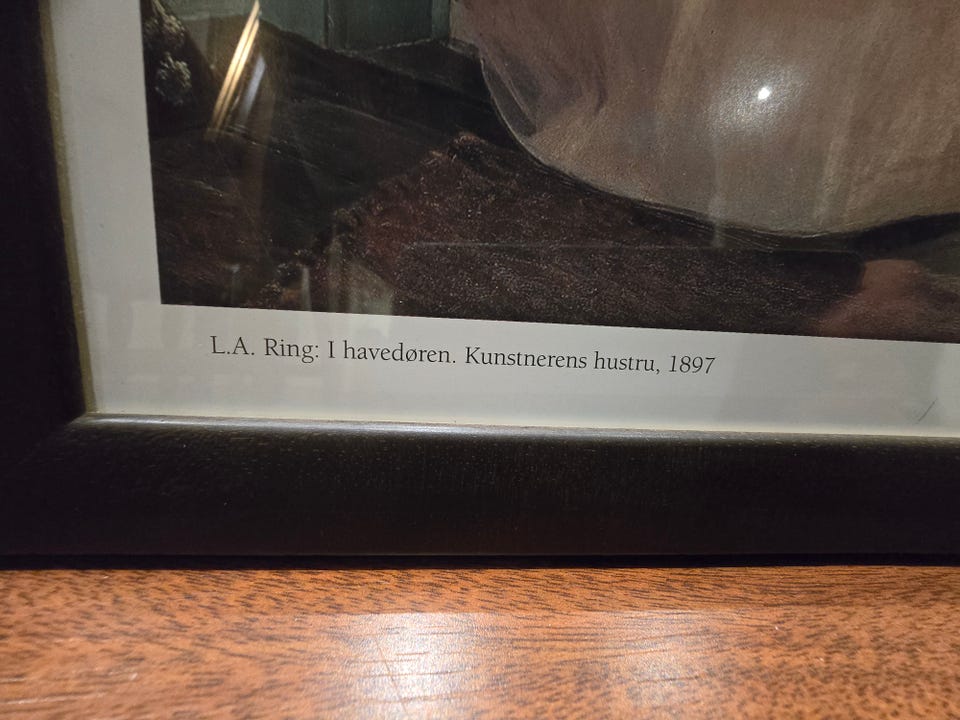 L.A. Ring: I havedøren. Kunstnerens hustru, 1897